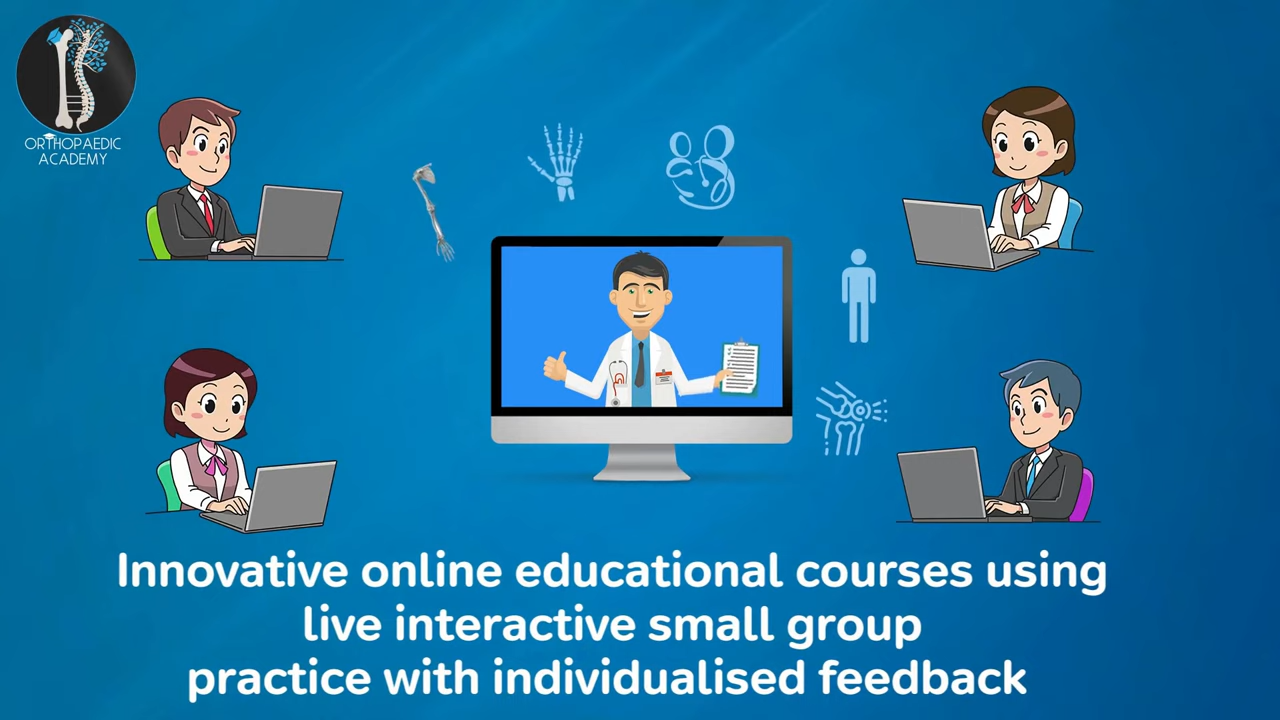 ORTHOPAEDIC
ACADEMY
Innovative online educational courses using
live interactive small group
practice with individualised feedback